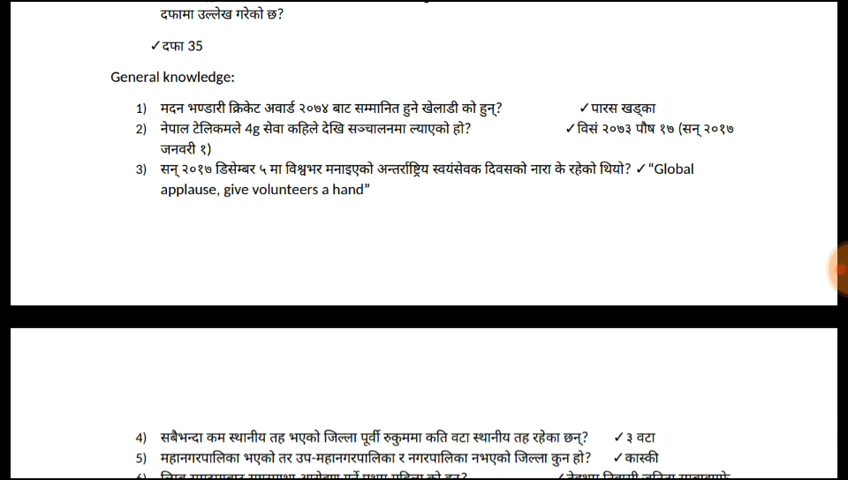 दफामा उल्लेख गरेको छ?
✓दफा 35
General knowledge:
1) मदन भण्डारी क्रिकेट अवार्ड २०७४ बाट सम्मानित हुने खेलाडी को हुन्? ✓पारस खड्का
2) नेपाल टेलिकमले 4g सेवा कहिले देखि सञ्चालनमा ल्याएको हो? ✓विसं २०७३ पौष १७ (सन् २०१७
जनवरी १)
3) सन् २०१७ डिसेम्बर ५ मा विश्वभर मनाइएको अन्तर्राष्ट्रिय स्वयंसेवक दिवसको नारा के रहेको थियो? ✓“Global
applause, give volunteers a hand”
4) सबैभन्दा कम स्थानीय तह भएको जिल्ला पूर्वी रुकुममा कति वटा स्थानीय तह रहेका छन्? ✓३ वटा
5) महानगरपालिका भएको तर उप-महानगरपालिका र नगरपालिका नभएको जिल्ला कुन हो? ✓कास्की